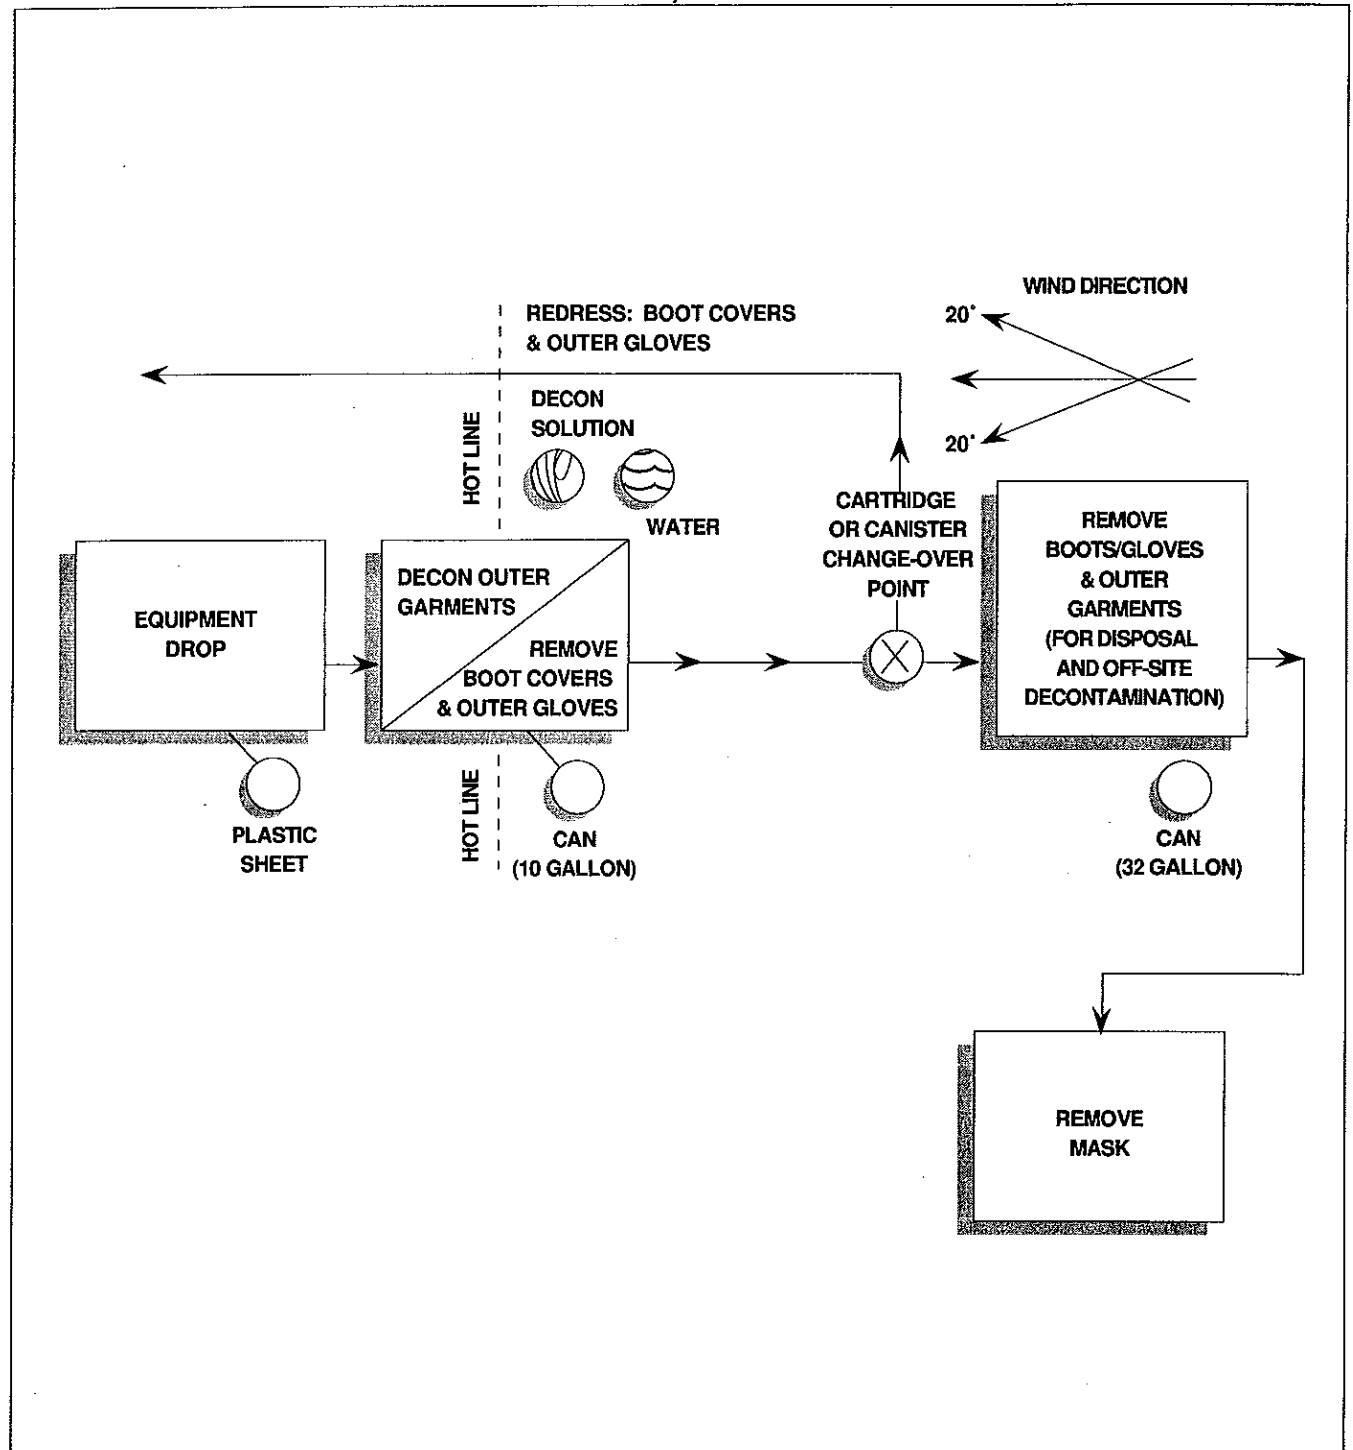 WIND DIRECTION
20°
20°
REDRESS: BOOT COVERS
& OUTER GLOVES
DECON
SOLUTION
WATER
HOT LINE
EQUIPMENT
DROP
PLASTIC
SHEET
DECON OUTER
GARMENTS
REMOVE
BOOT COVERS
& OUTER GLOVES
HOT LINE
CAN
(10 GALLON)
CARTRIDGE
OR CANISTER
CHANGE-OVER
POINT
REMOVE
BOOTS/GLOVES
& OUTER
GARMENTS
(FOR DISPOSAL
AND OFF-SITE
DECONTAMINATION)
CAN
(32 GALLON)
REMOVE
MASK